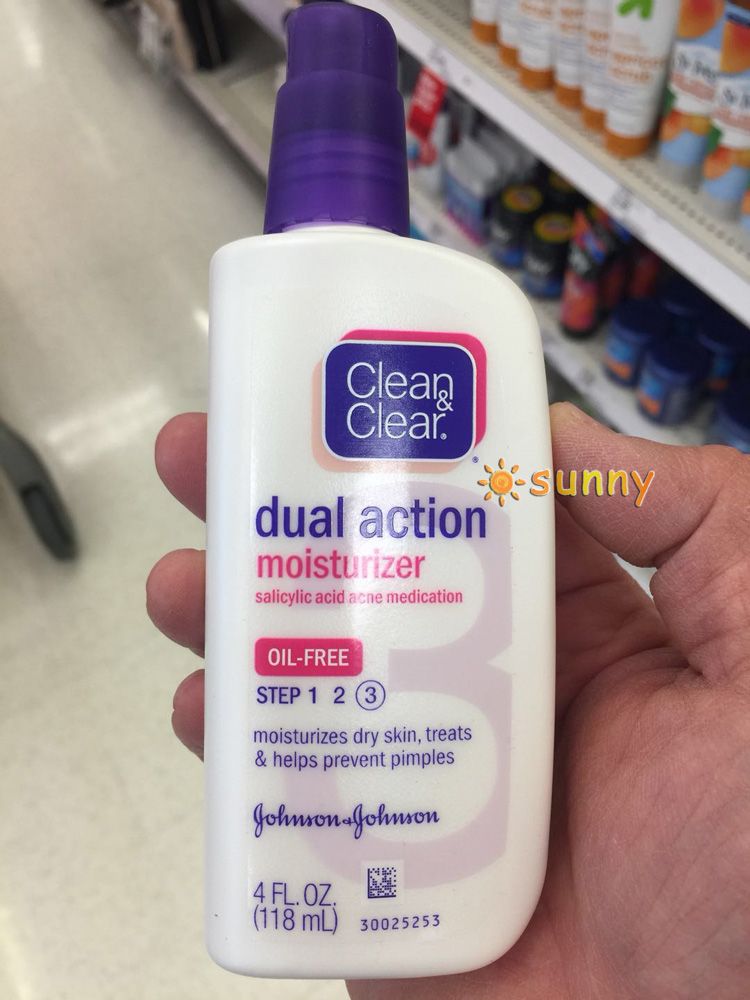 Clean
&
Clear®
sunny
dual action
moisturizer
salicylic acid acne medication
OIL-FREE
STEP 1 2 3
moisturizes dry skin, treats
& helps prevent pimples
Johnson & Johnson
4 FL. OZ.
(118 mL)
30025253